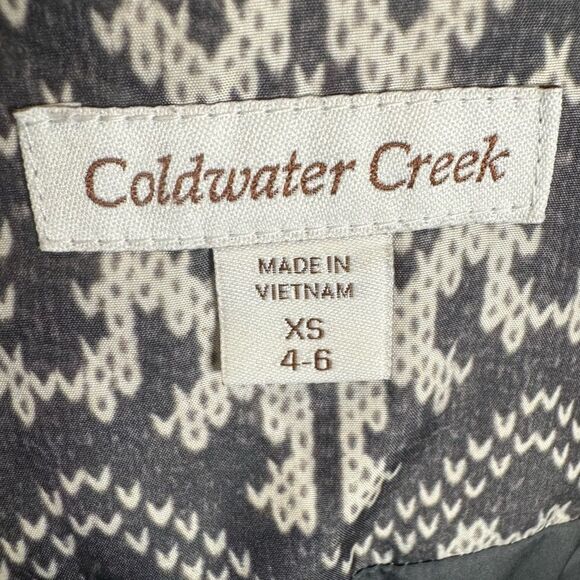 Coldwater Creek
MADE IN
VIETNAM
XS
4-6